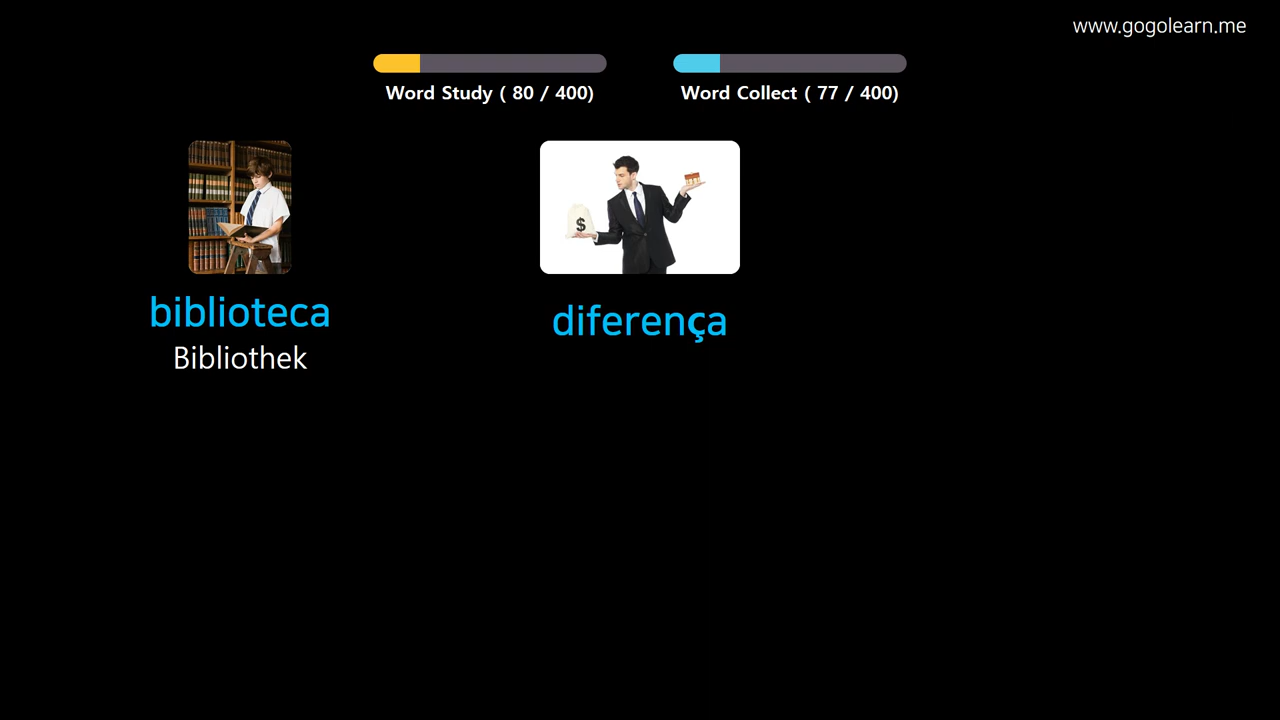 www.gogolearn.me
Word Study ( 80 / 400)
Word Collect ( 77 / 400)
$
biblioteca
Bibliothek
diferença